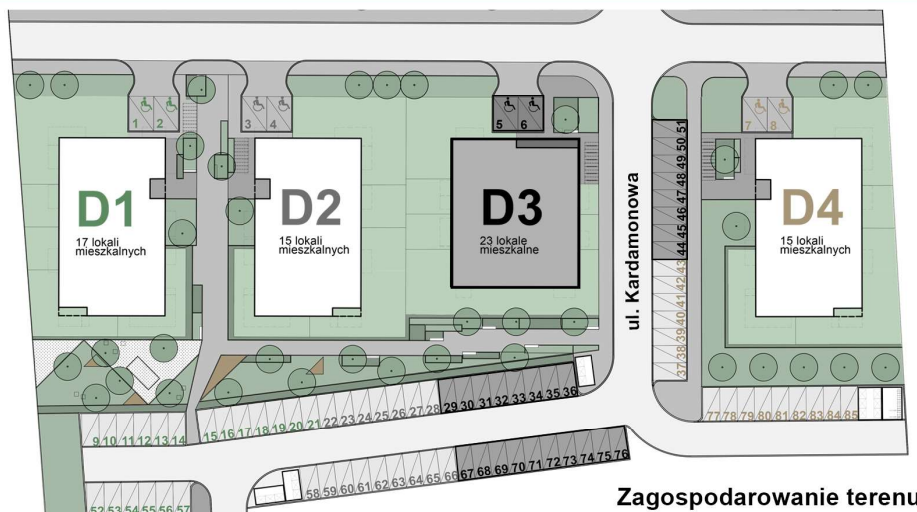 1 2
3 4
5 6
7 8
D1
17 lokali
mieszkalnych
D2
15 lokali
mieszkalnych
D3
23 lokale
mieszkalne
D4
15 lokali
mieszkalnych
ul. Kardamonowa
51
50
49
48
47
46
45
44
43
42
41
40
39
38
37
9 10 11 12 13 14
15 16 17 18 19 20 21 22 23 24 25 26 27 28 29 30 31 32 33 34 35 36
77 78 79 80 81 82 83 84 85
52 53 54 55 56 57
58 59 60 61 62 63 64 65 66 67 68 69 70 71 72 73 74 75 76
Zagospodarowanie terenu